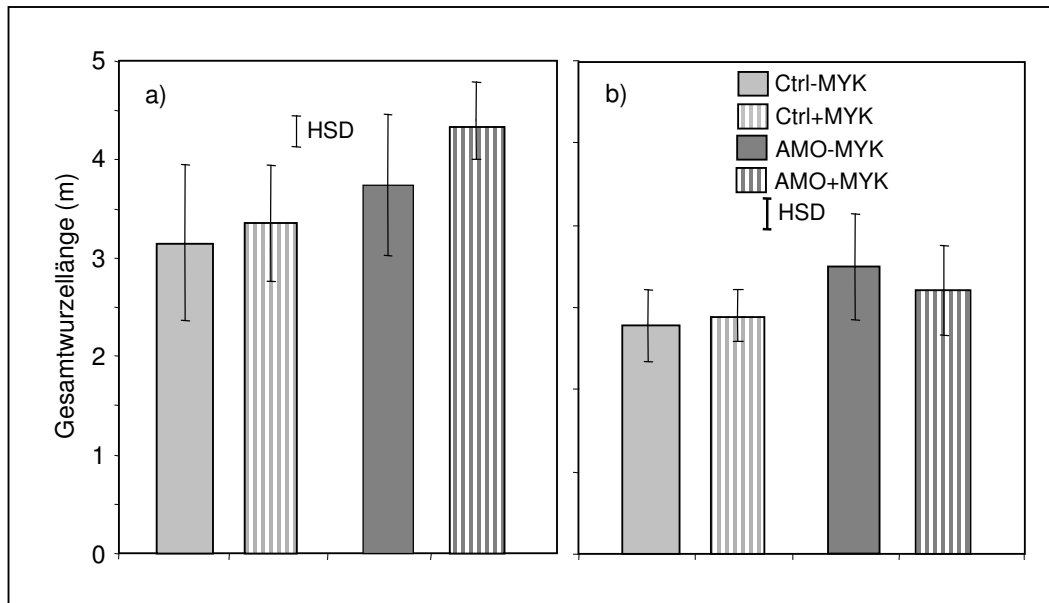 Gesamtwurzellänge (m)
5
4
3
2
1
0
a)
HSD
b)
Ctrl-MYK
Ctrl+MYK
AMO-MYK
AMO+MYK
HSD